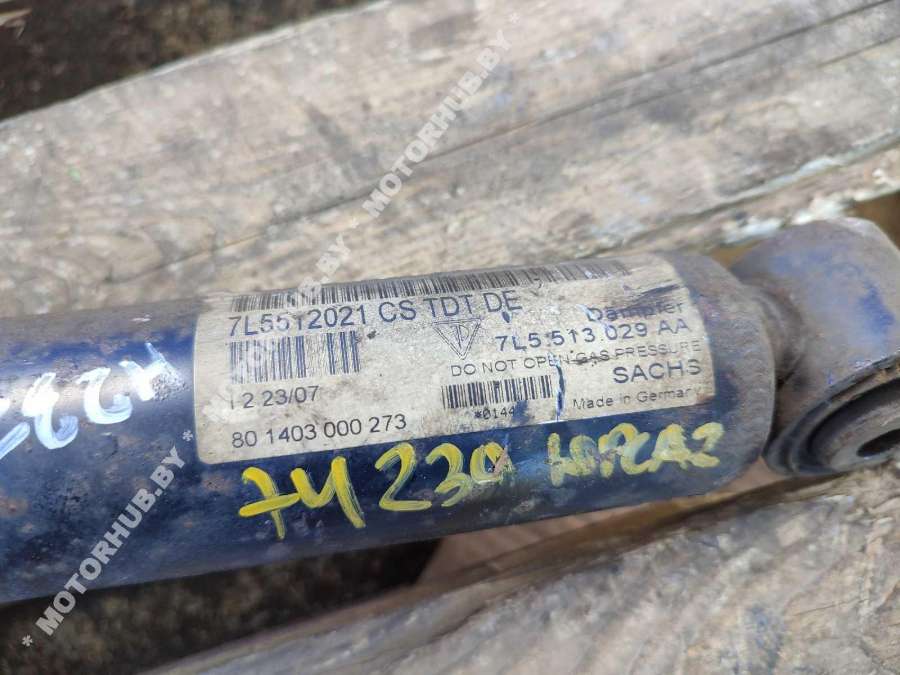 * MOTORHUB.BY * MOTORHUB.BY * MOTORHUB.BY *
7L5512021 CS TDT DE
Dämpfer
7L5.513.029 AA
DO NOT OPEN GAS PRESSURE
12 23/07
SACHS
*0144
Made in Germany
80 1403 000 273
74230